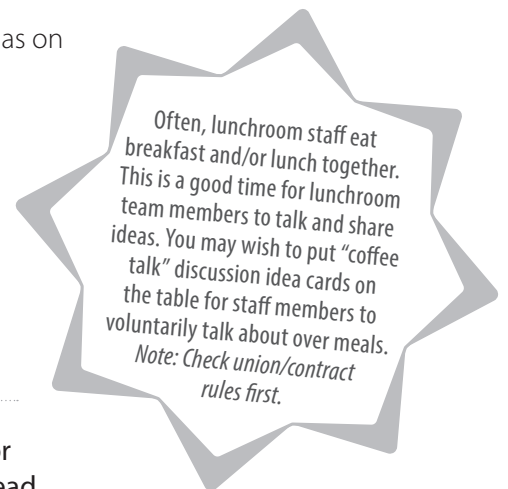 as on
Often, lunchroom staff eat
breakfast and/or lunch together.
This is a good time for lunchroom
team members to talk and share
ideas. You may wish to put “coffee
talk” discussion idea cards on
the table for staff members to
voluntarily talk about over meals.
Note: Check union/contract
rules first.
or
ead